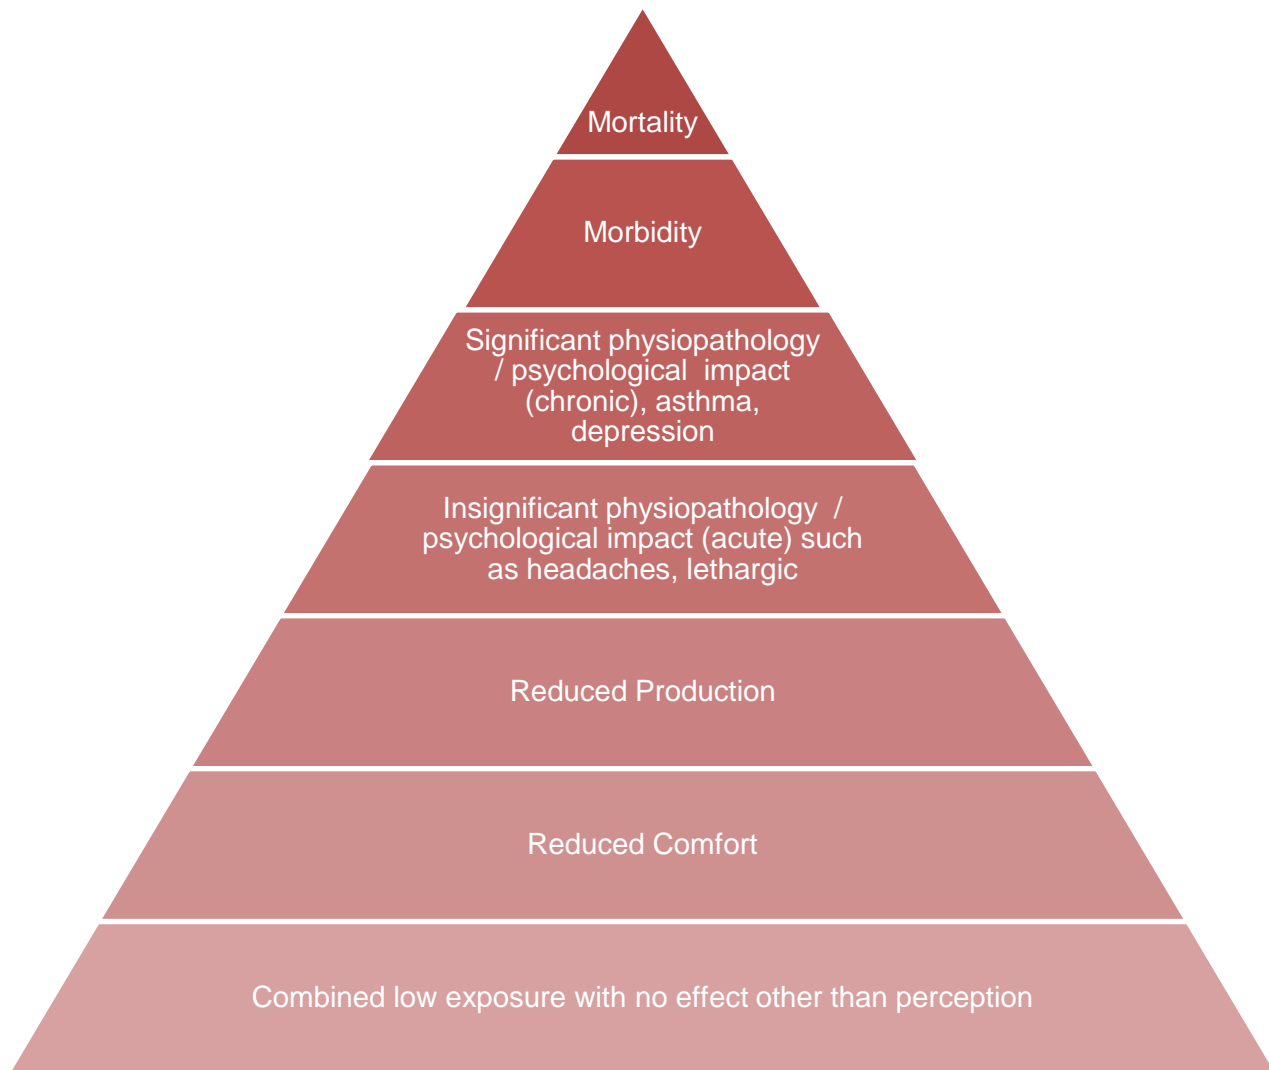 Mortality
Morbidity
Significant physiopathology
/ psychological impact
(chronic), asthma,
depression
Insignificant physiopathology /
psychological impact (acute) such
as headaches, lethargic
Reduced Production
Reduced Comfort
Combined low exposure with no effect other than perception